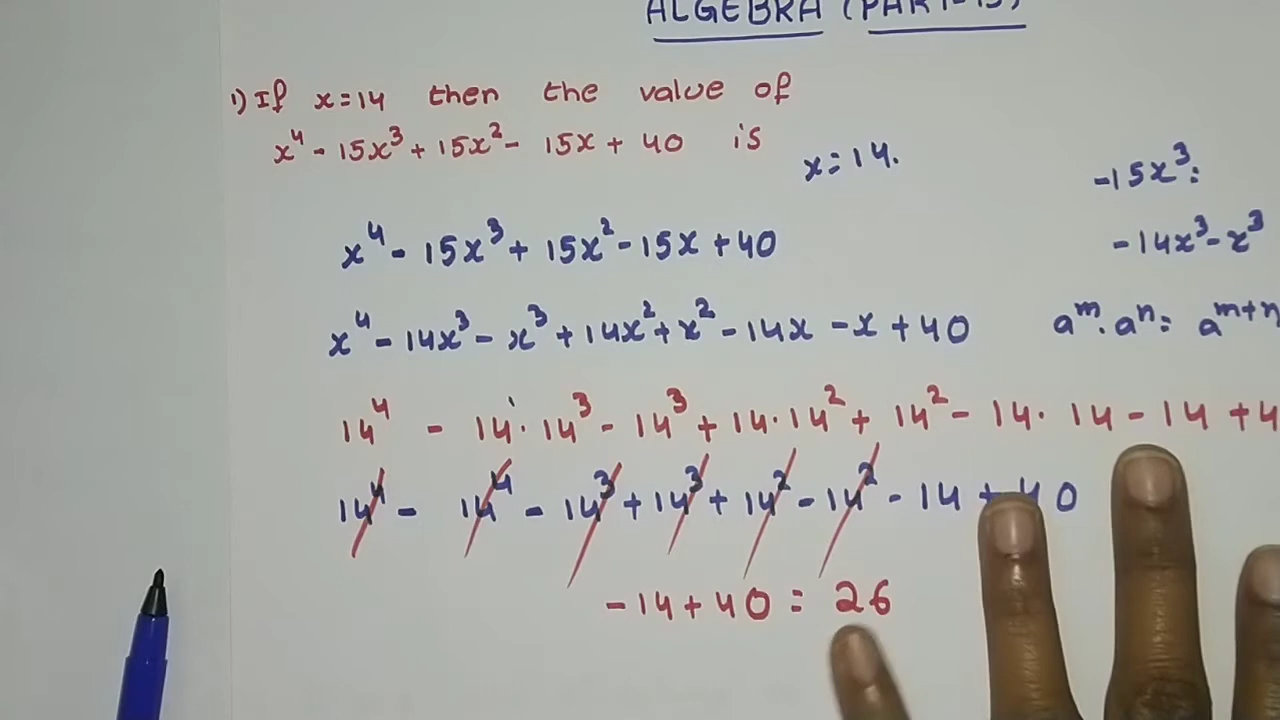 ALGEBRA (PART-15)
1) If x=14 then the value of
x⁴ - 15x³ + 15x² - 15x + 40 is
x=14.
-15x³:
x⁴ - 15x³ + 15x² - 15x + 40
-14x³ - x³
x⁴ - 14x³ - x³ + 14x² + x² - 14x - x + 40
aᵐ · aⁿ = aᵐ⁺ⁿ
14⁴ - 14 · 14³ - 14³ + 14 · 14² + 14² - 14 · 14 - 14 + 4
14⁴ - 14⁴ - 14³ + 14³ + 14² - 14² - 14 + 40
-14 + 40 = 26